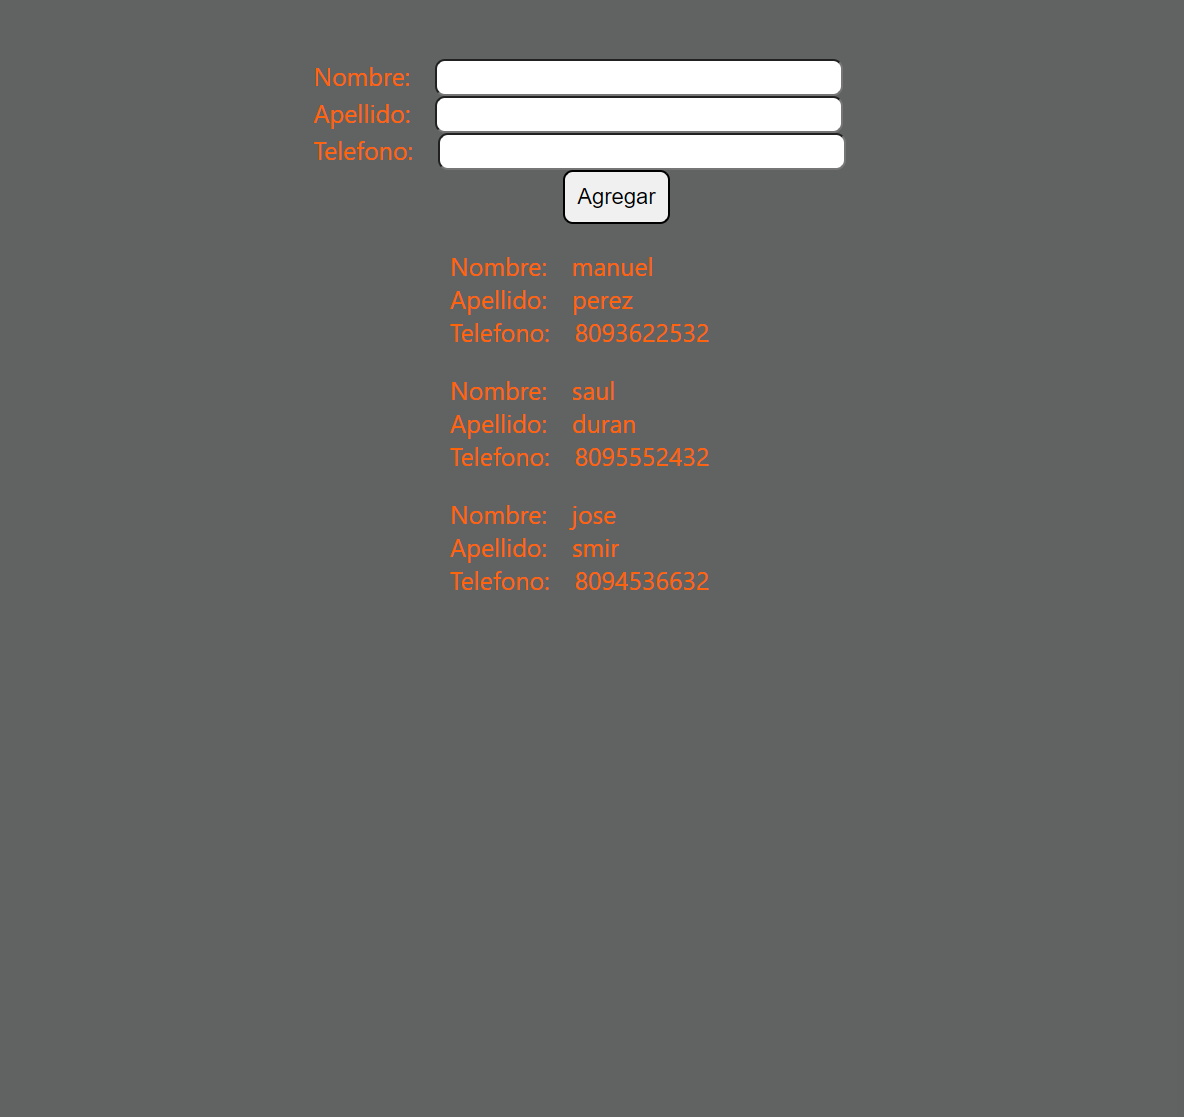 Nombre:
Apellido:
Telefono:
Agregar
Nombre: manuel
Apellido: perez
Telefono: 8093622532
Nombre: saul
Apellido: duran
Telefono: 8095552432
Nombre: jose
Apellido: smir
Telefono: 8094536632